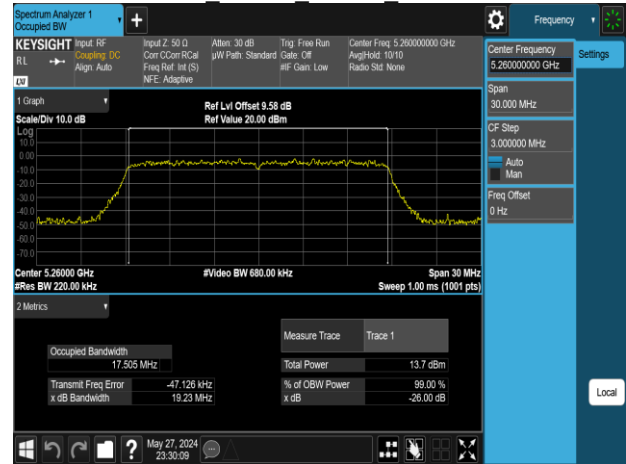 Spectrum Analyzer 1
Occupied BW
+
Frequency
KEYSIGHT Input: RF
RL
Coupling: DC
Align: Auto
LXI
Input Z: 50 Ω
Corr CCorr RCal
Freq Ref: Int (S)
NFE: Adaptive
Atten: 30 dB
µW Path: Standard
Trig: Free Run
Gate: Off
#IF Gain: Low
Center Freq: 5.260000000 GHz
Avg|Hold: 10/10
Radio Std: None
Center Frequency
5.260000000 GHz
Settings
Span
30.000 MHz
CF Step
3.000000 MHz
Auto
Man
Freq Offset
0 Hz
Local
1 Graph
Scale/Div 10.0 dB
Ref Lvl Offset 9.58 dB
Ref Value 20.00 dBm
Log
10.0
0.00
-10.0
-20.0
-30.0
-40.0
-50.0
-60.0
-70.0
Center 5.26000 GHz
#Video BW 680.00 kHz
Span 30 MHz
#Res BW 220.00 kHz
Sweep 1.00 ms (1001 pts)
2 Metrics
Measure Trace Trace 1
Occupied Bandwidth
17.505 MHz
Total Power 13.7 dBm
Transmit Freq Error -47.126 kHz
% of OBW Power 99.00 %
x dB Bandwidth 19.23 MHz
x dB -26.00 dB
?
May 27, 2024
23:30:09